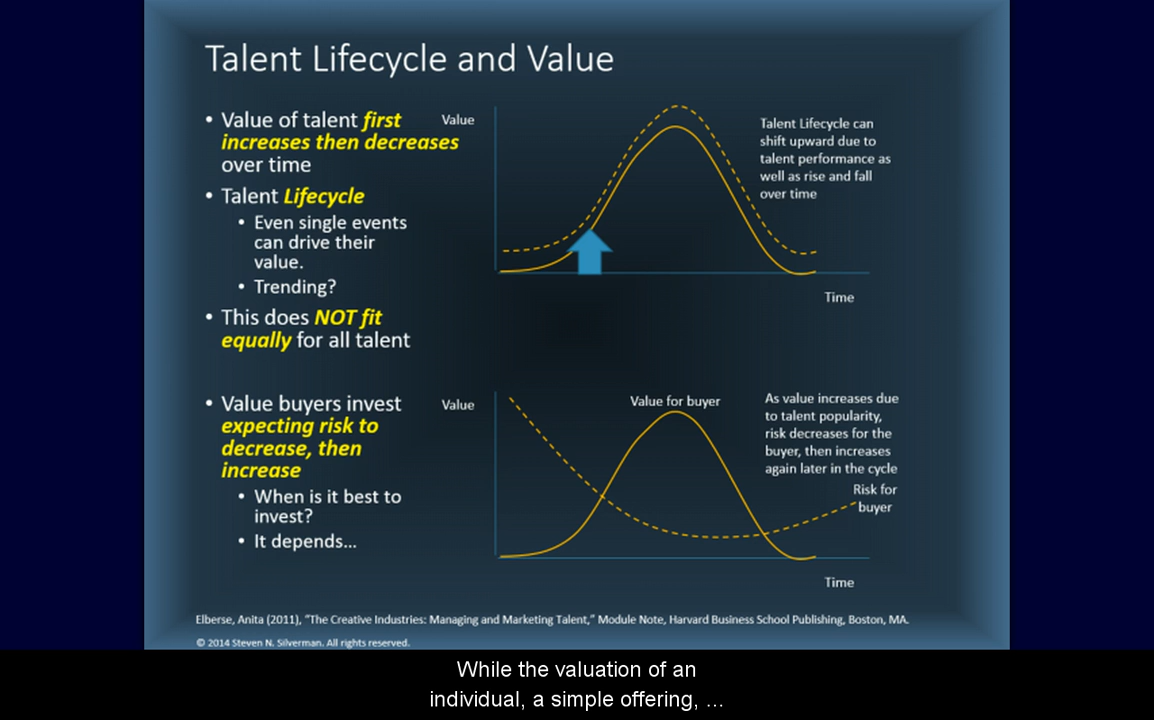 Talent Lifecycle and Value
• Value of talent first
increases then decreases
over time
• Talent Lifecycle
• Even single events
can drive their
value.
• Trending?
• This does NOT fit
equally for all talent
Value
Talent Lifecycle can
shift upward due to
talent performance as
well as rise and fall
over time
Time
• Value buyers invest
expecting risk to
decrease, then
increase
• When is it best to
invest?
• It depends...
Value
Value for buyer
As value increases due
to talent popularity,
risk decreases for the
buyer, then increases
again later in the cycle
Risk for
buyer
Time
Elberse, Anita (2011), "The Creative Industries: Managing and Marketing Talent," Module Note, Harvard Business School Publishing, Boston, MA.
© 2014 Steven N. Silverman. All rights reserved.
While the valuation of an
individual, a simple offering, ...